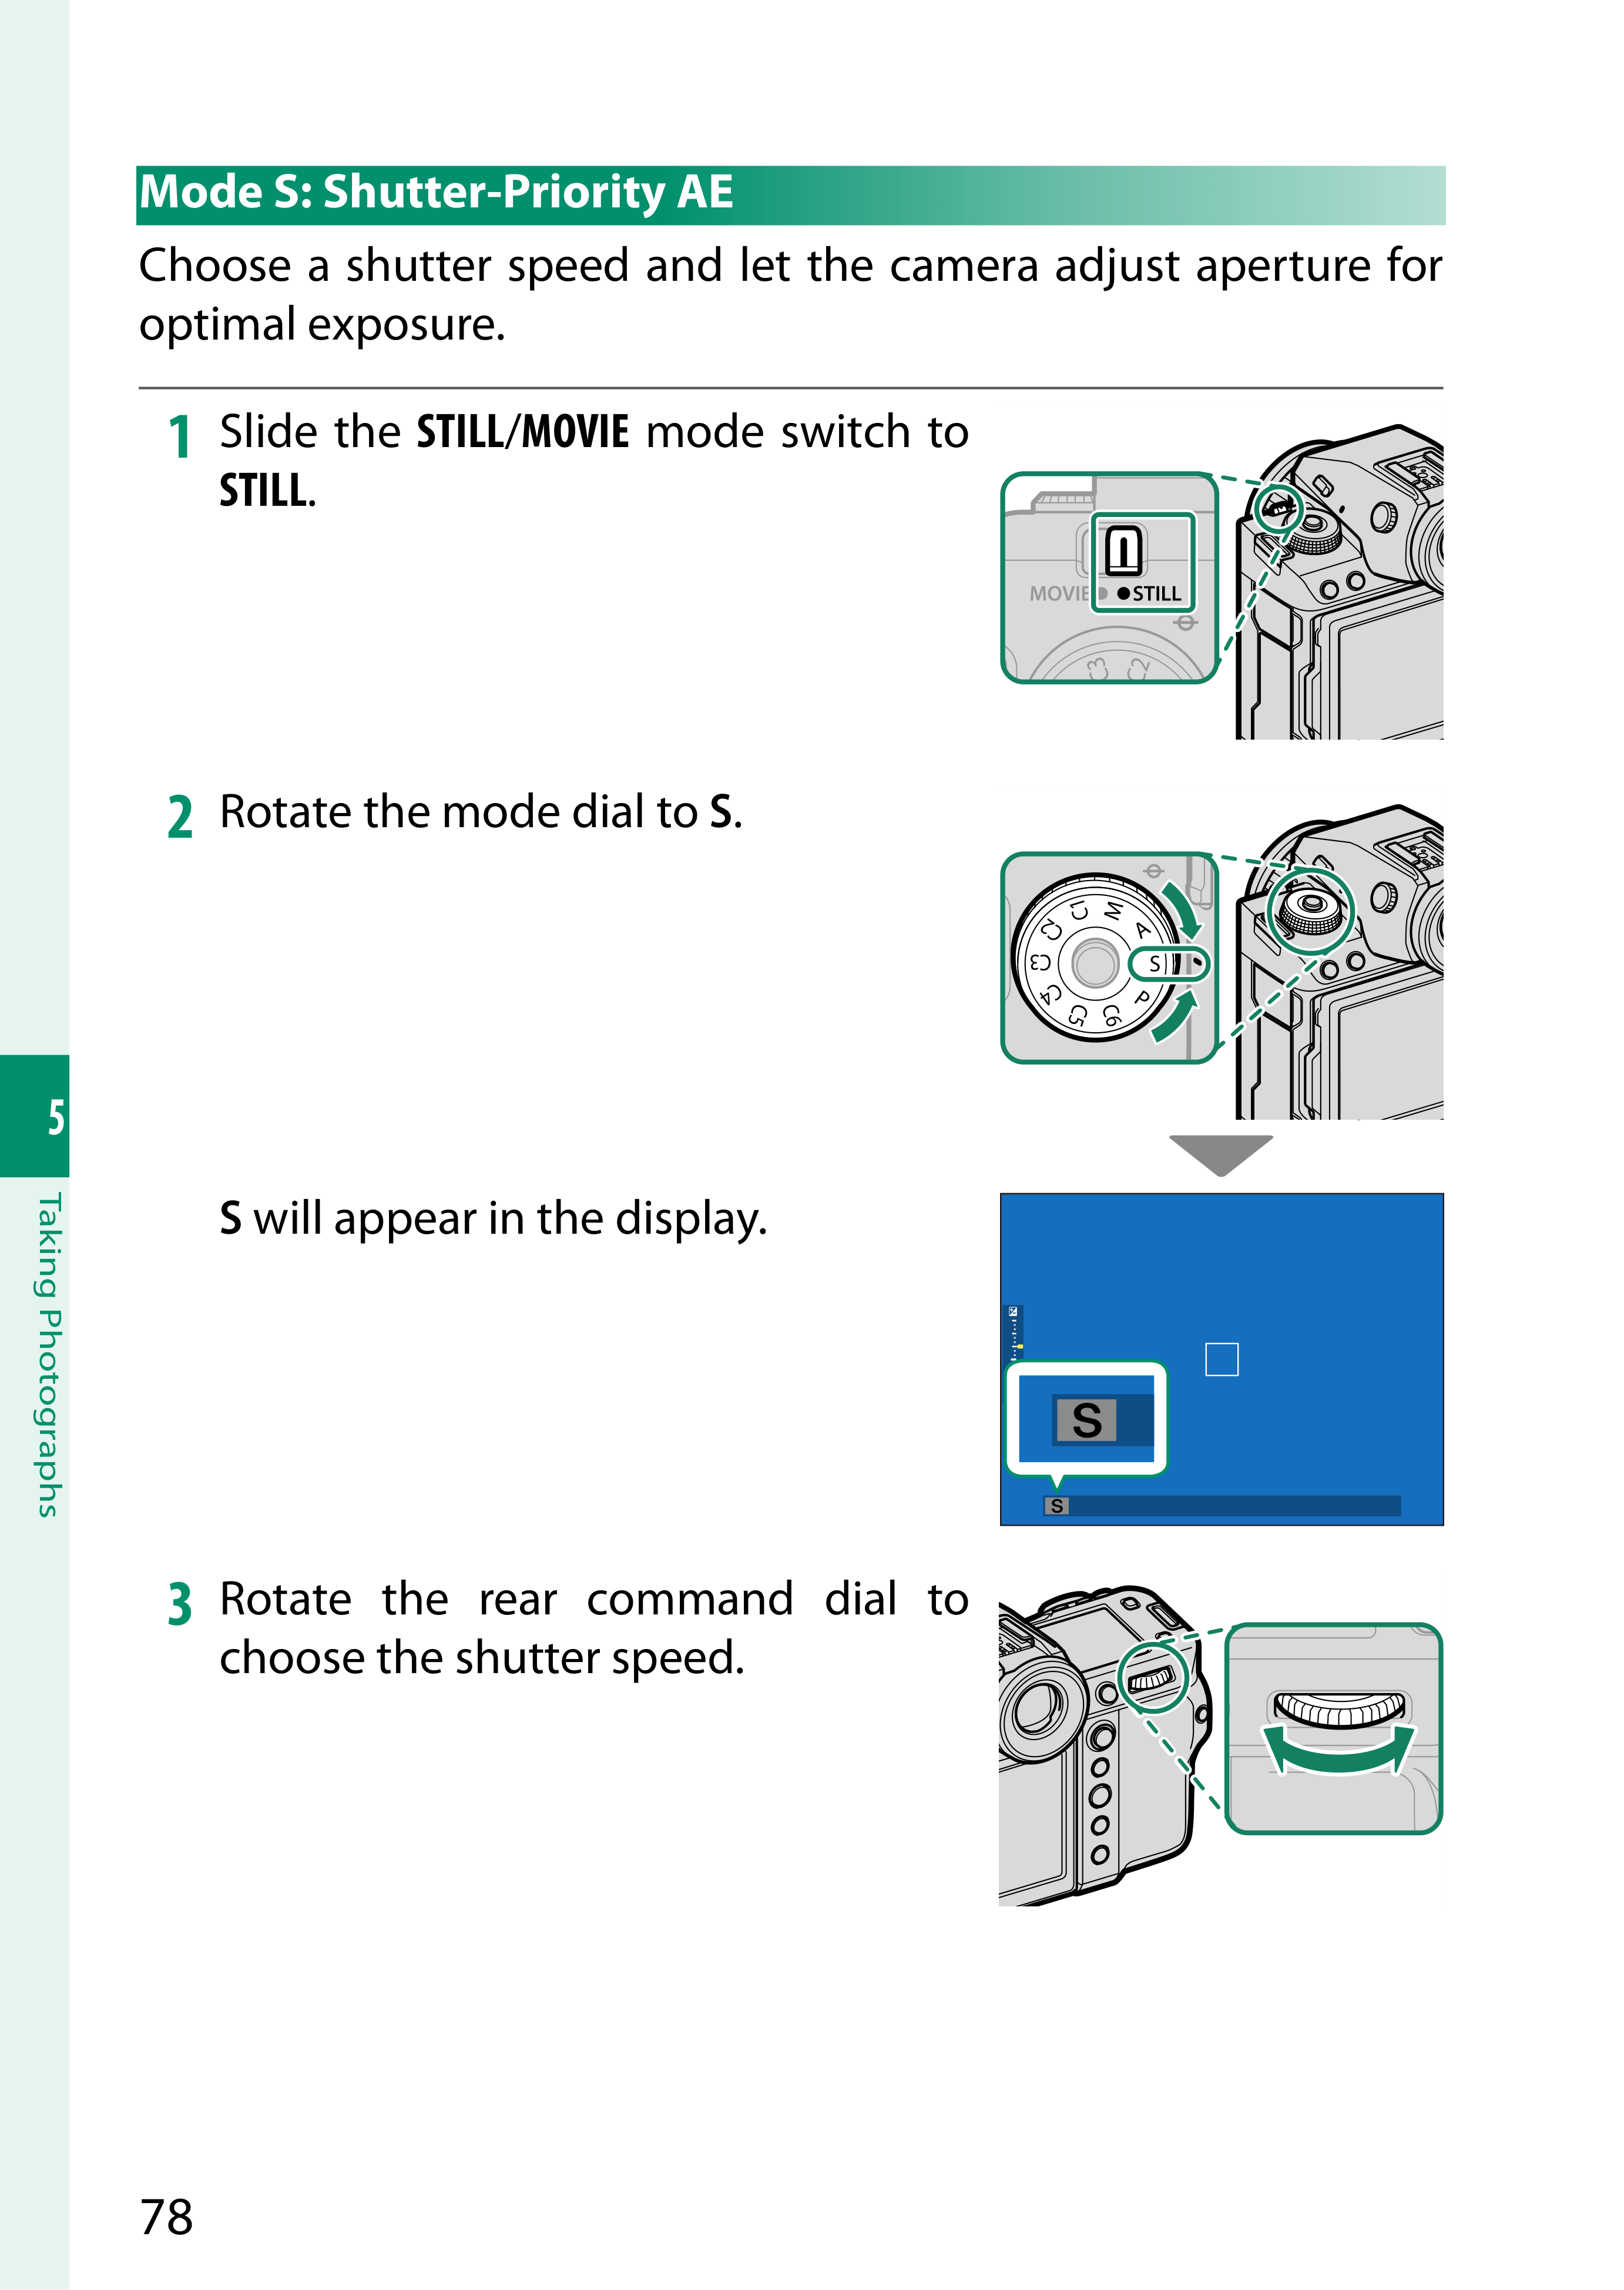 Mode S: Shutter-Priority AE
Choose a shutter speed and let the camera adjust aperture for
optimal exposure.
1 Slide the STILL/MOVIE mode switch to
STILL.
MOVIE ●STILL
C3 C2
2 Rotate the mode dial to S.
C1 M A S P C6 C5 C4 C3 C2
S will appear in the display.
S
S
3 Rotate the rear command dial to
choose the shutter speed.
5
Taking Photographs
78